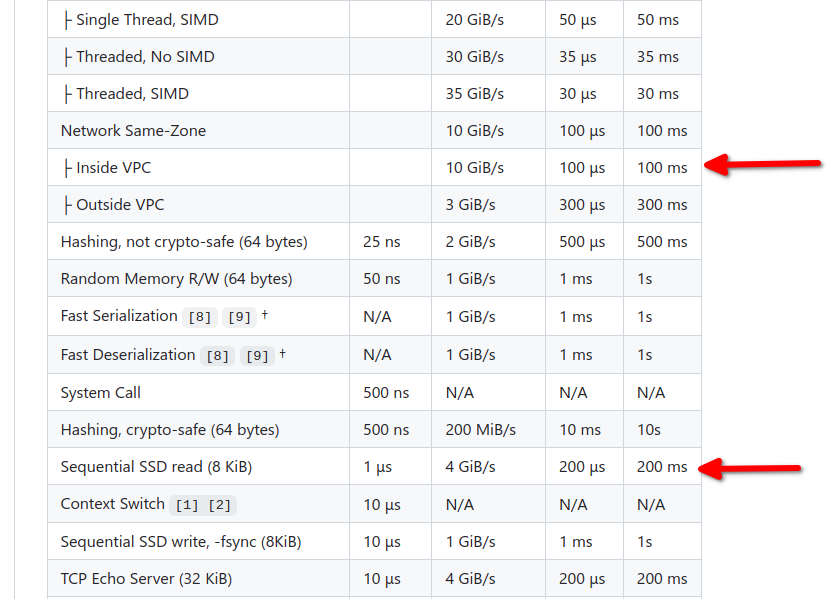 ├ Single Thread, SIMD 20 GiB/s 50 μs 50 ms
├ Threaded, No SIMD 30 GiB/s 35 μs 35 ms
├ Threaded, SIMD 35 GiB/s 30 μs 30 ms
Network Same-Zone 10 GiB/s 100 μs 100 ms
├ Inside VPC 10 GiB/s 100 μs 100 ms
├ Outside VPC 3 GiB/s 300 μs 300 ms
Hashing, not crypto-safe (64 bytes) 25 ns 2 GiB/s 500 μs 500 ms
Random Memory R/W (64 bytes) 50 ns 1 GiB/s 1 ms 1s
Fast Serialization [8] [9] † N/A 1 GiB/s 1 ms 1s
Fast Deserialization [8] [9] † N/A 1 GiB/s 1 ms 1s
System Call 500 ns N/A N/A N/A
Hashing, crypto-safe (64 bytes) 500 ns 200 MiB/s 10 ms 10s
Sequential SSD read (8 KiB) 1 μs 4 GiB/s 200 μs 200 ms
Context Switch [1] [2] 10 μs N/A N/A N/A
Sequential SSD write, -fsync (8KiB) 10 μs 1 GiB/s 1 ms 1s
TCP Echo Server (32 KiB) 10 μs 4 GiB/s 200 μs 200 ms